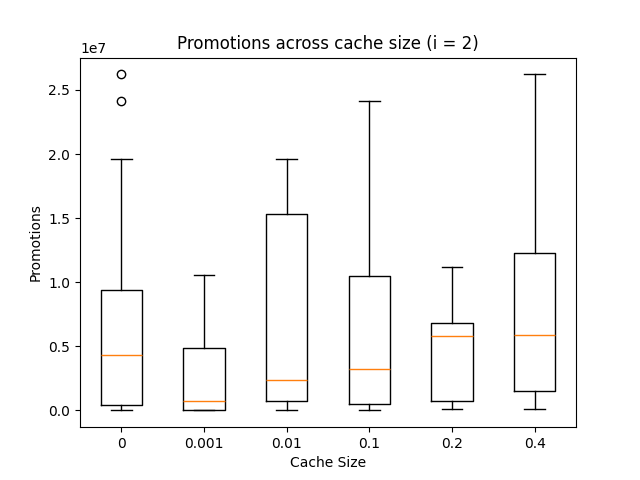 Promotions across cache size (i = 2)
1e7
2.5
2.0
1.5
1.0
0.5
0.0
Promotions
0 0.001 0.01 0.1 0.2 0.4
Cache Size